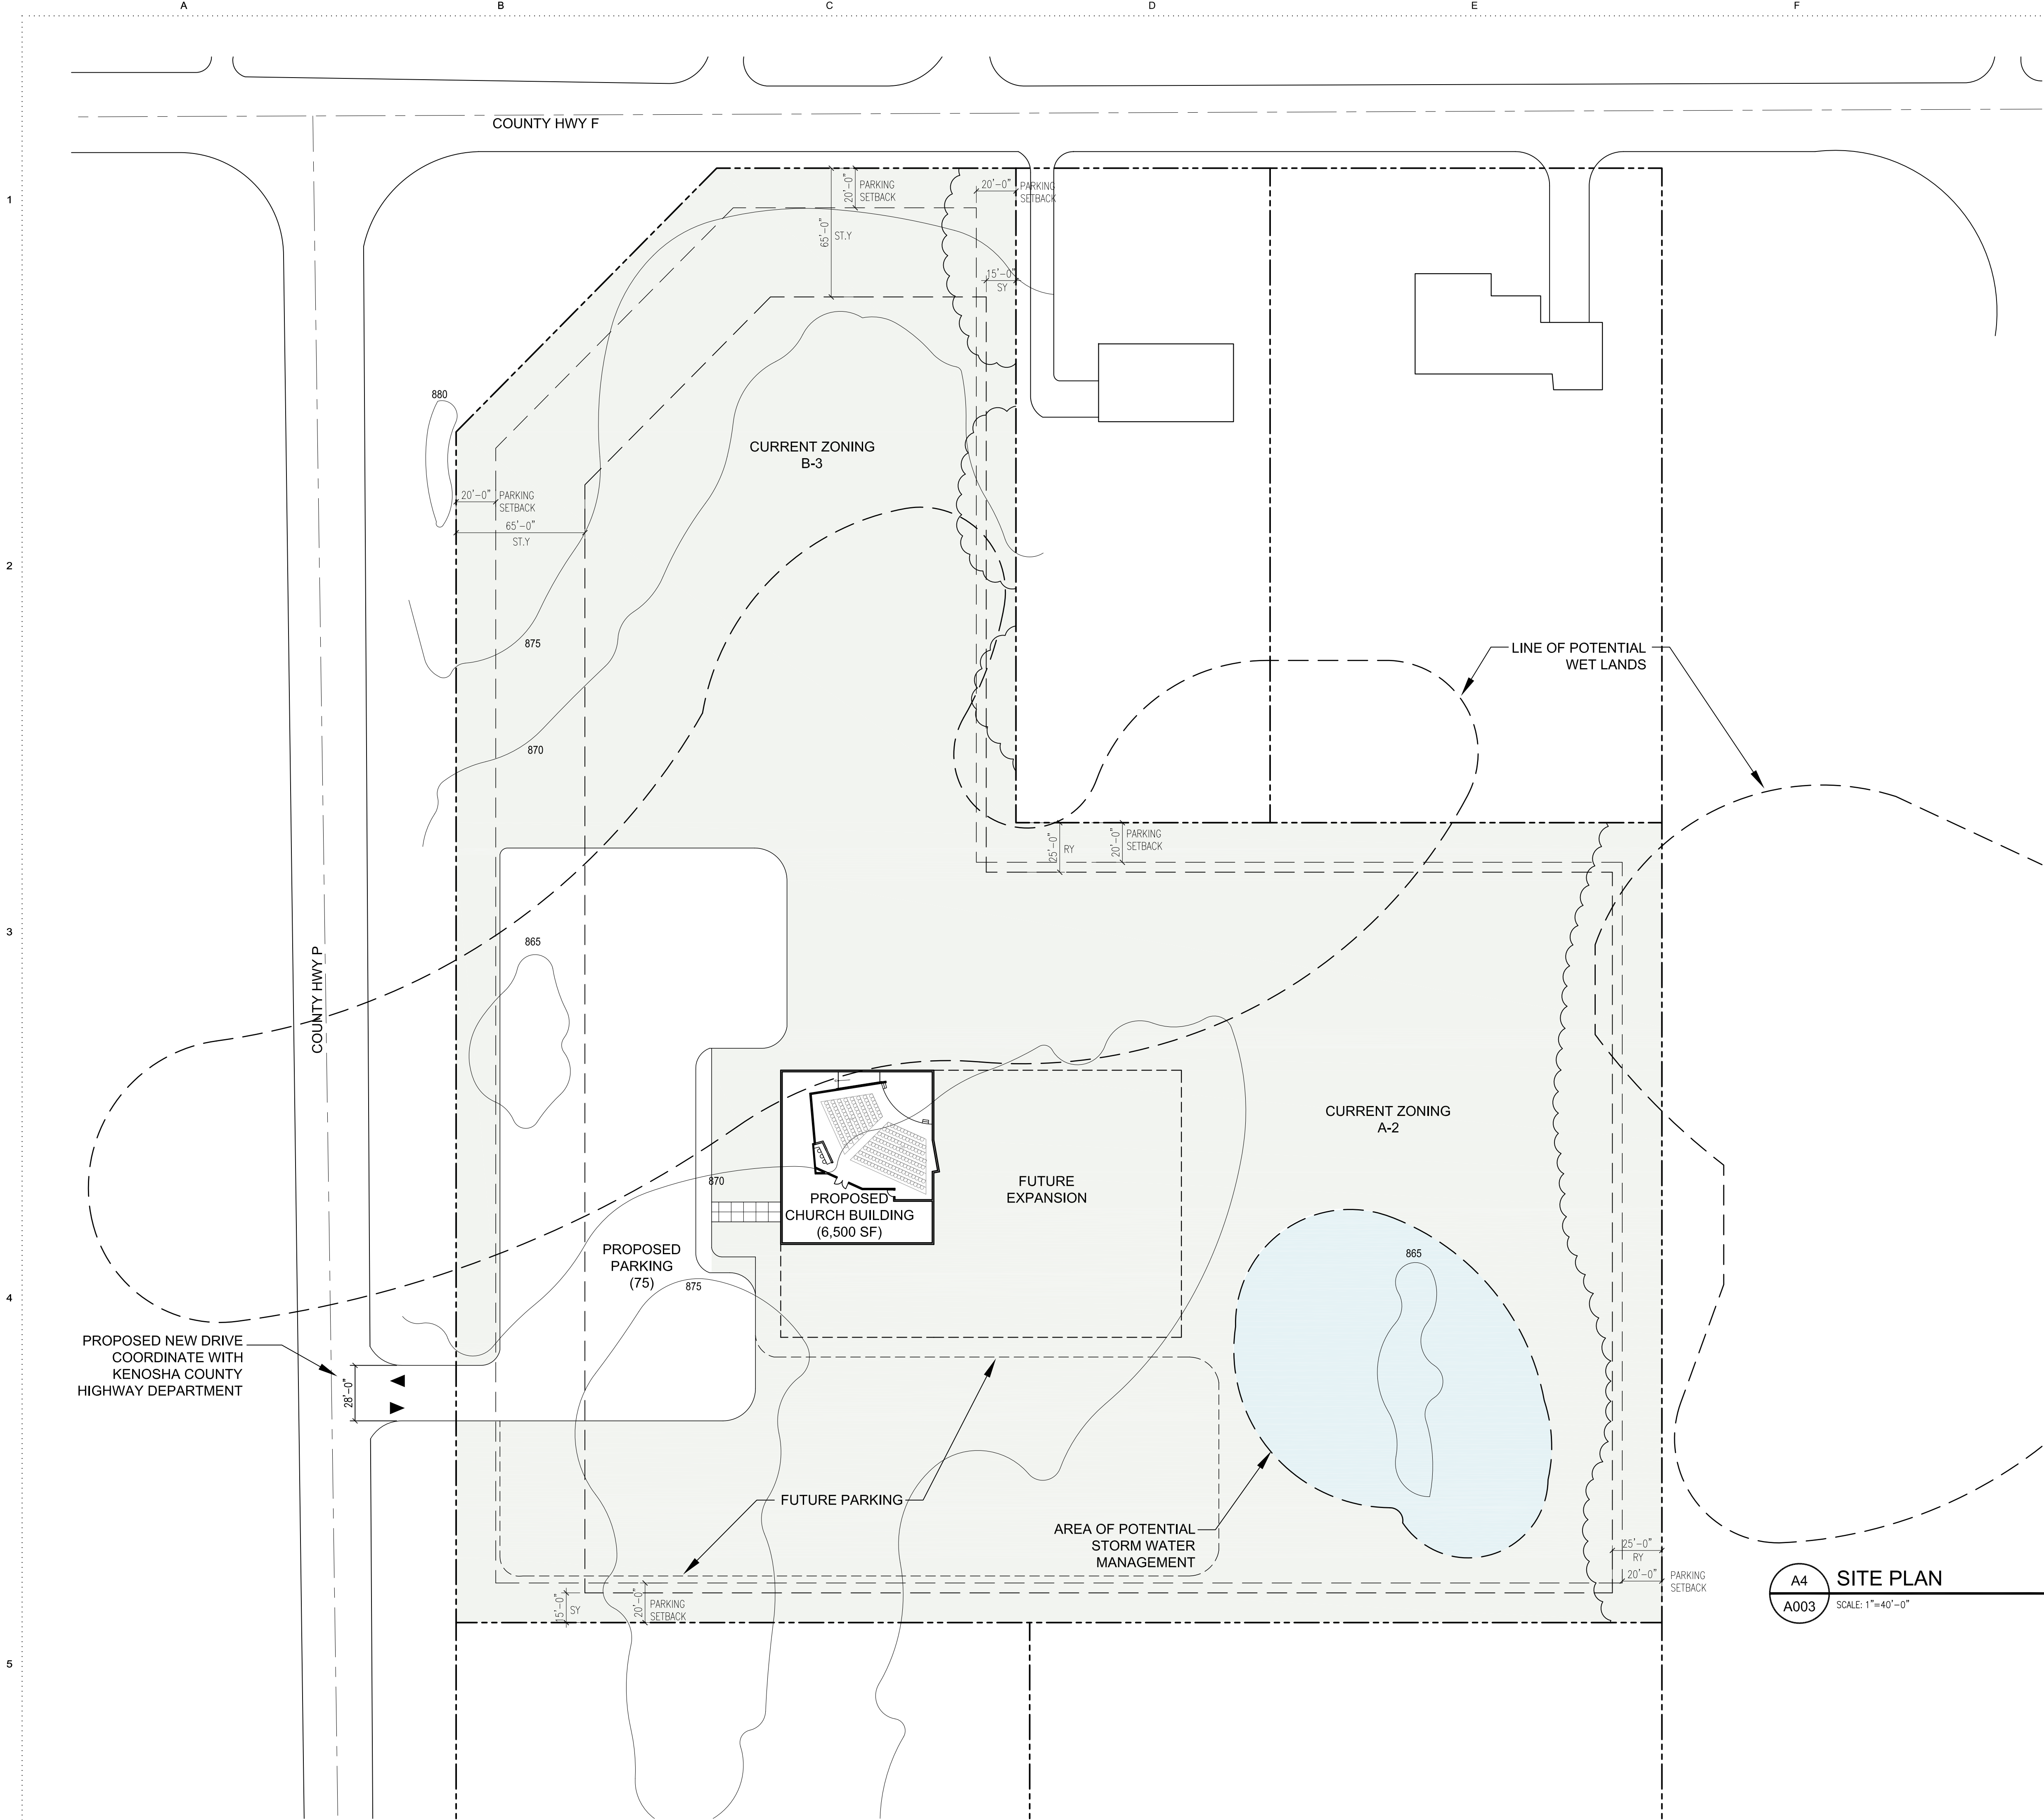 A B C D E F
COUNTY HWY F
1
20'-0"
PARKING
SETBACK
20'-0"
PARKING
SETBACK
65'-0"
ST.Y
15'-0"
SY
880
CURRENT ZONING
B-3
20'-0"
PARKING
SETBACK
65'-0"
ST.Y
2
875
LINE OF POTENTIAL
WET LANDS
870
25'-0"
RY
20'-0"
PARKING
SETBACK
3
865
COUNTY HWY P
CURRENT ZONING
A-2
870
FUTURE
EXPANSION
PROPOSED
CHURCH BUILDING
(6,500 SF)
PROPOSED
PARKING
(75)
865
875
4
PROPOSED NEW DRIVE
COORDINATE WITH
KENOSHA COUNTY
HIGHWAY DEPARTMENT
28'-0"
FUTURE PARKING
AREA OF POTENTIAL
STORM WATER
MANAGEMENT
25'-0"
RY
20'-0"
PARKING
SETBACK
15'-0"
SY
20'-0"
PARKING
SETBACK
A4
A003
SITE PLAN
SCALE: 1"=40'-0"
5